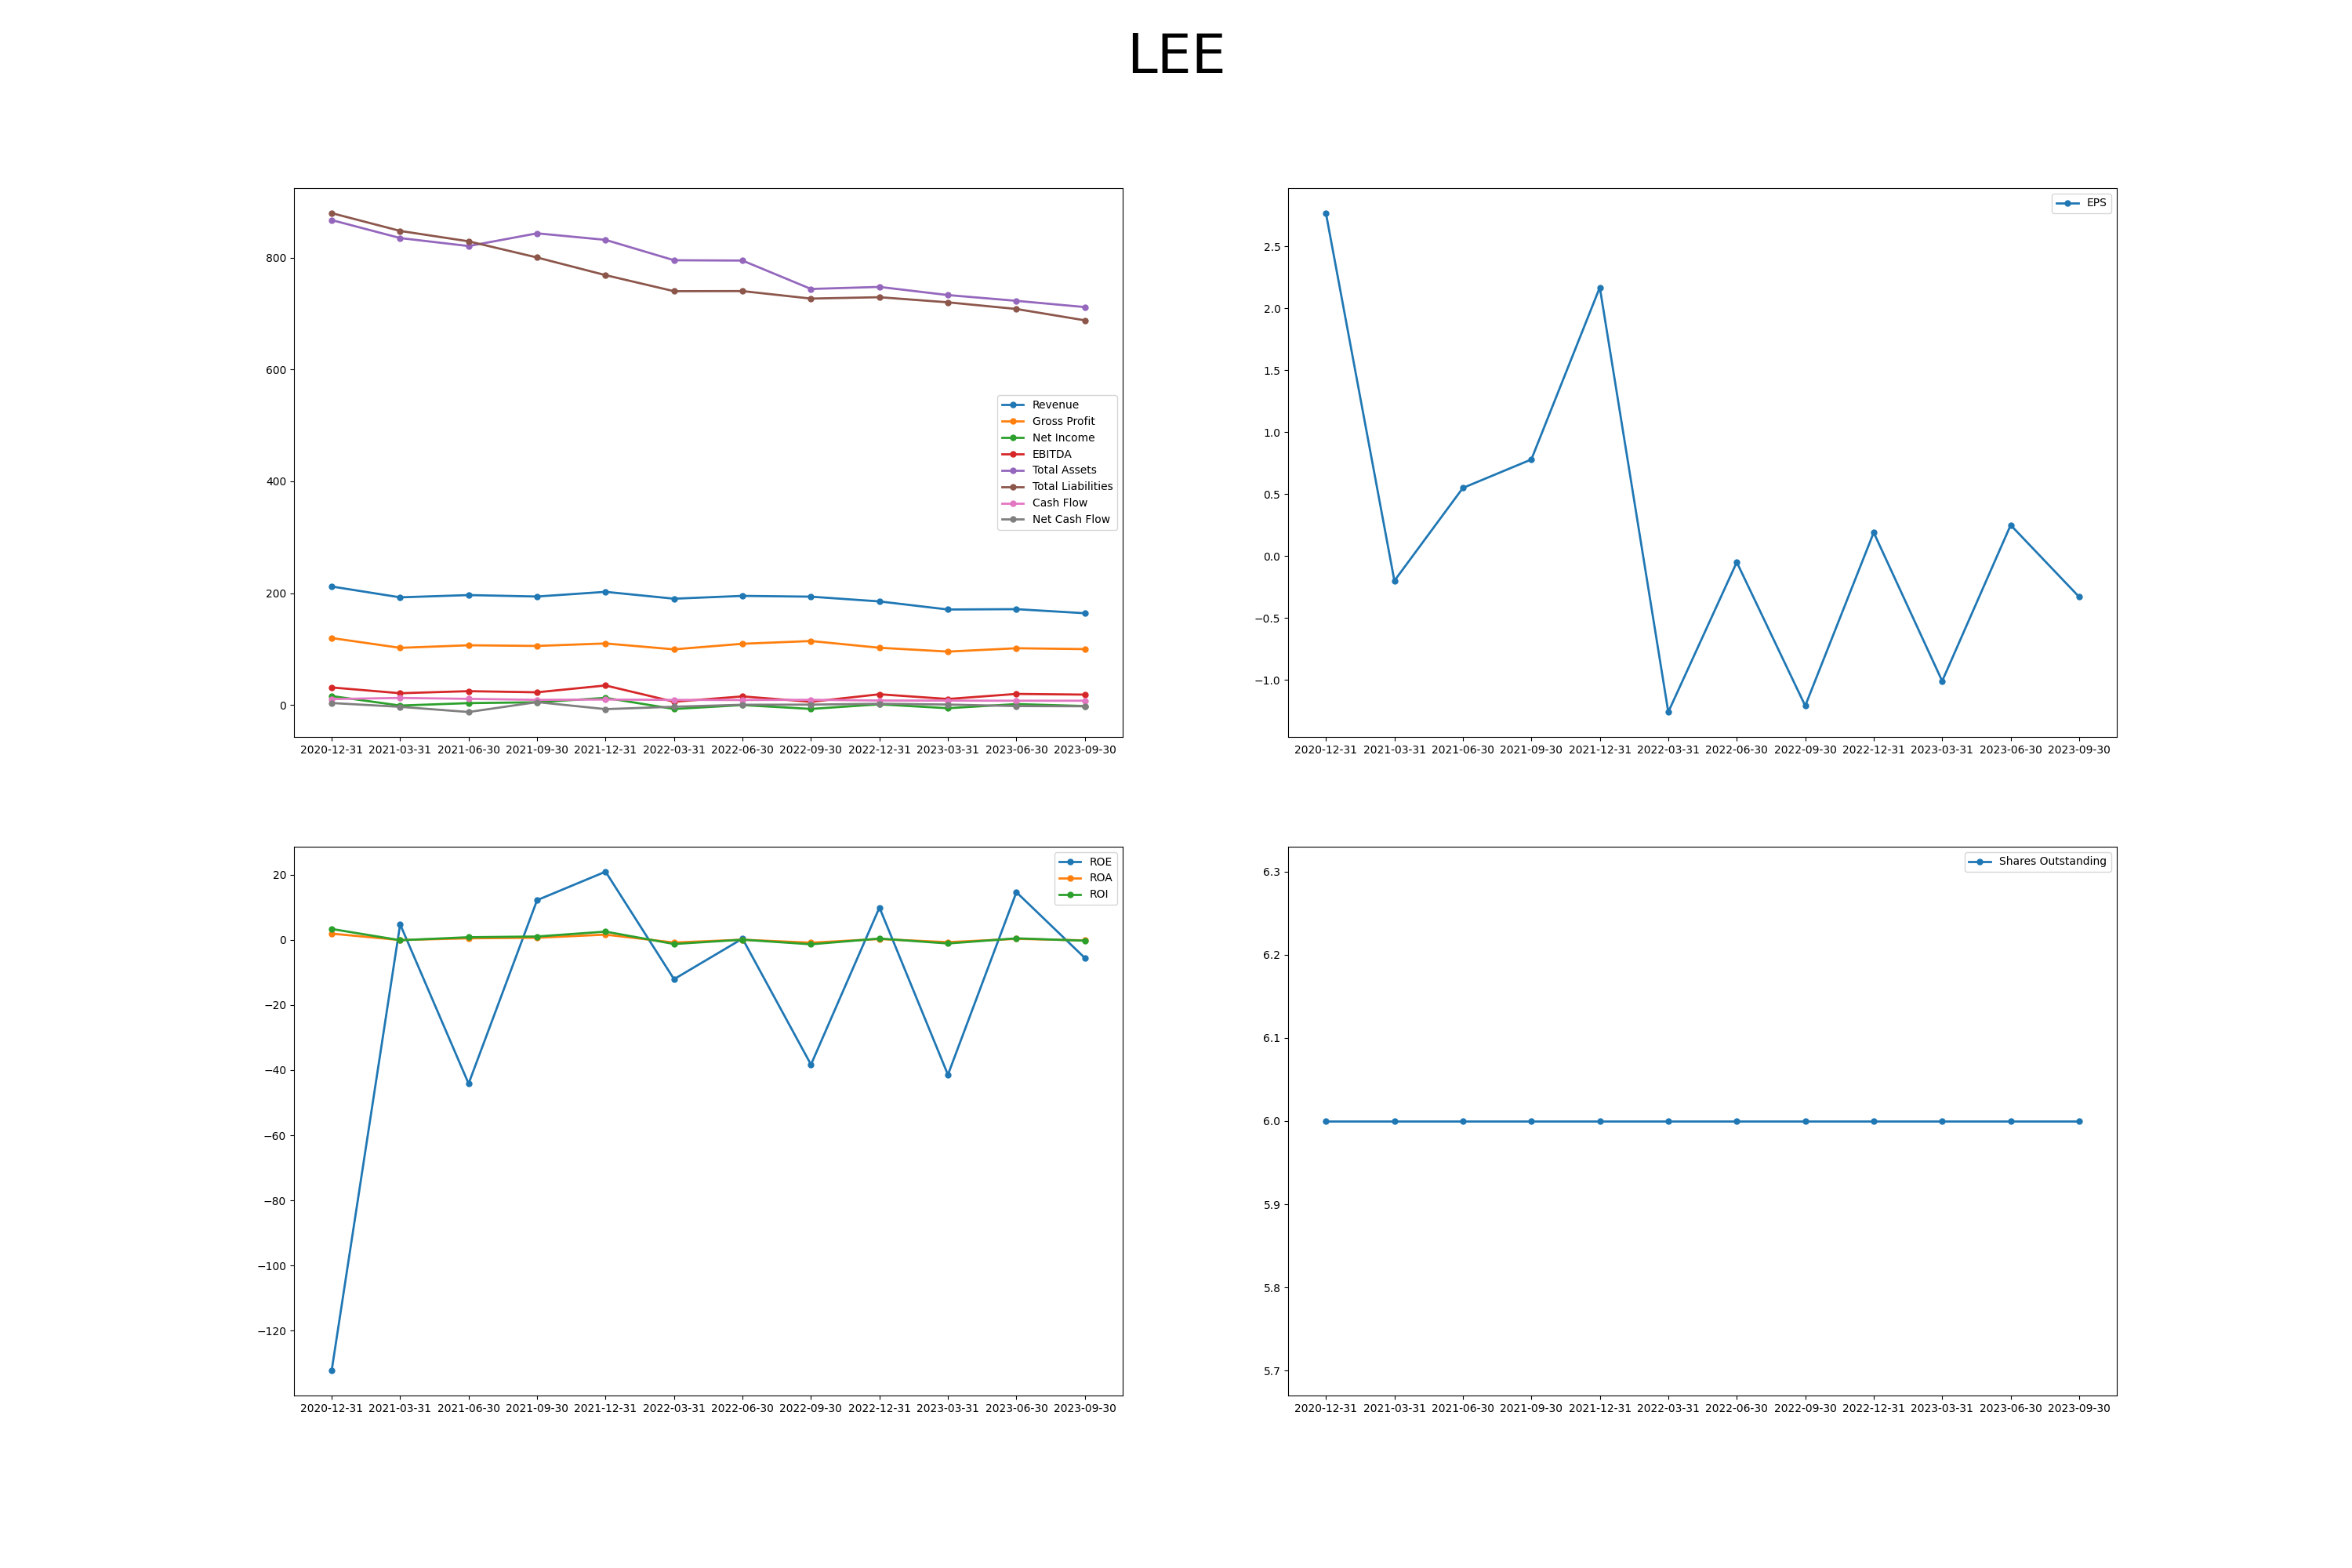 LEE
800
600
400
200
0
Revenue
Gross Profit
Net Income
EBITDA
Total Assets
Total Liabilities
Cash Flow
Net Cash Flow
2020-12-31 2021-03-31 2021-06-30 2021-09-30 2021-12-31 2022-03-31 2022-06-30 2022-09-30 2022-12-31 2023-03-31 2023-06-30 2023-09-30
EPS
2.5
2.0
1.5
1.0
0.5
0.0
−0.5
−1.0
2020-12-31 2021-03-31 2021-06-30 2021-09-30 2021-12-31 2022-03-31 2022-06-30 2022-09-30 2022-12-31 2023-03-31 2023-06-30 2023-09-30
ROE
ROA
ROI
20
0
−20
−40
−60
−80
−100
−120
2020-12-31 2021-03-31 2021-06-30 2021-09-30 2021-12-31 2022-03-31 2022-06-30 2022-09-30 2022-12-31 2023-03-31 2023-06-30 2023-09-30
Shares Outstanding
6.3
6.2
6.1
6.0
5.9
5.8
5.7
2020-12-31 2021-03-31 2021-06-30 2021-09-30 2021-12-31 2022-03-31 2022-06-30 2022-09-30 2022-12-31 2023-03-31 2023-06-30 2023-09-30